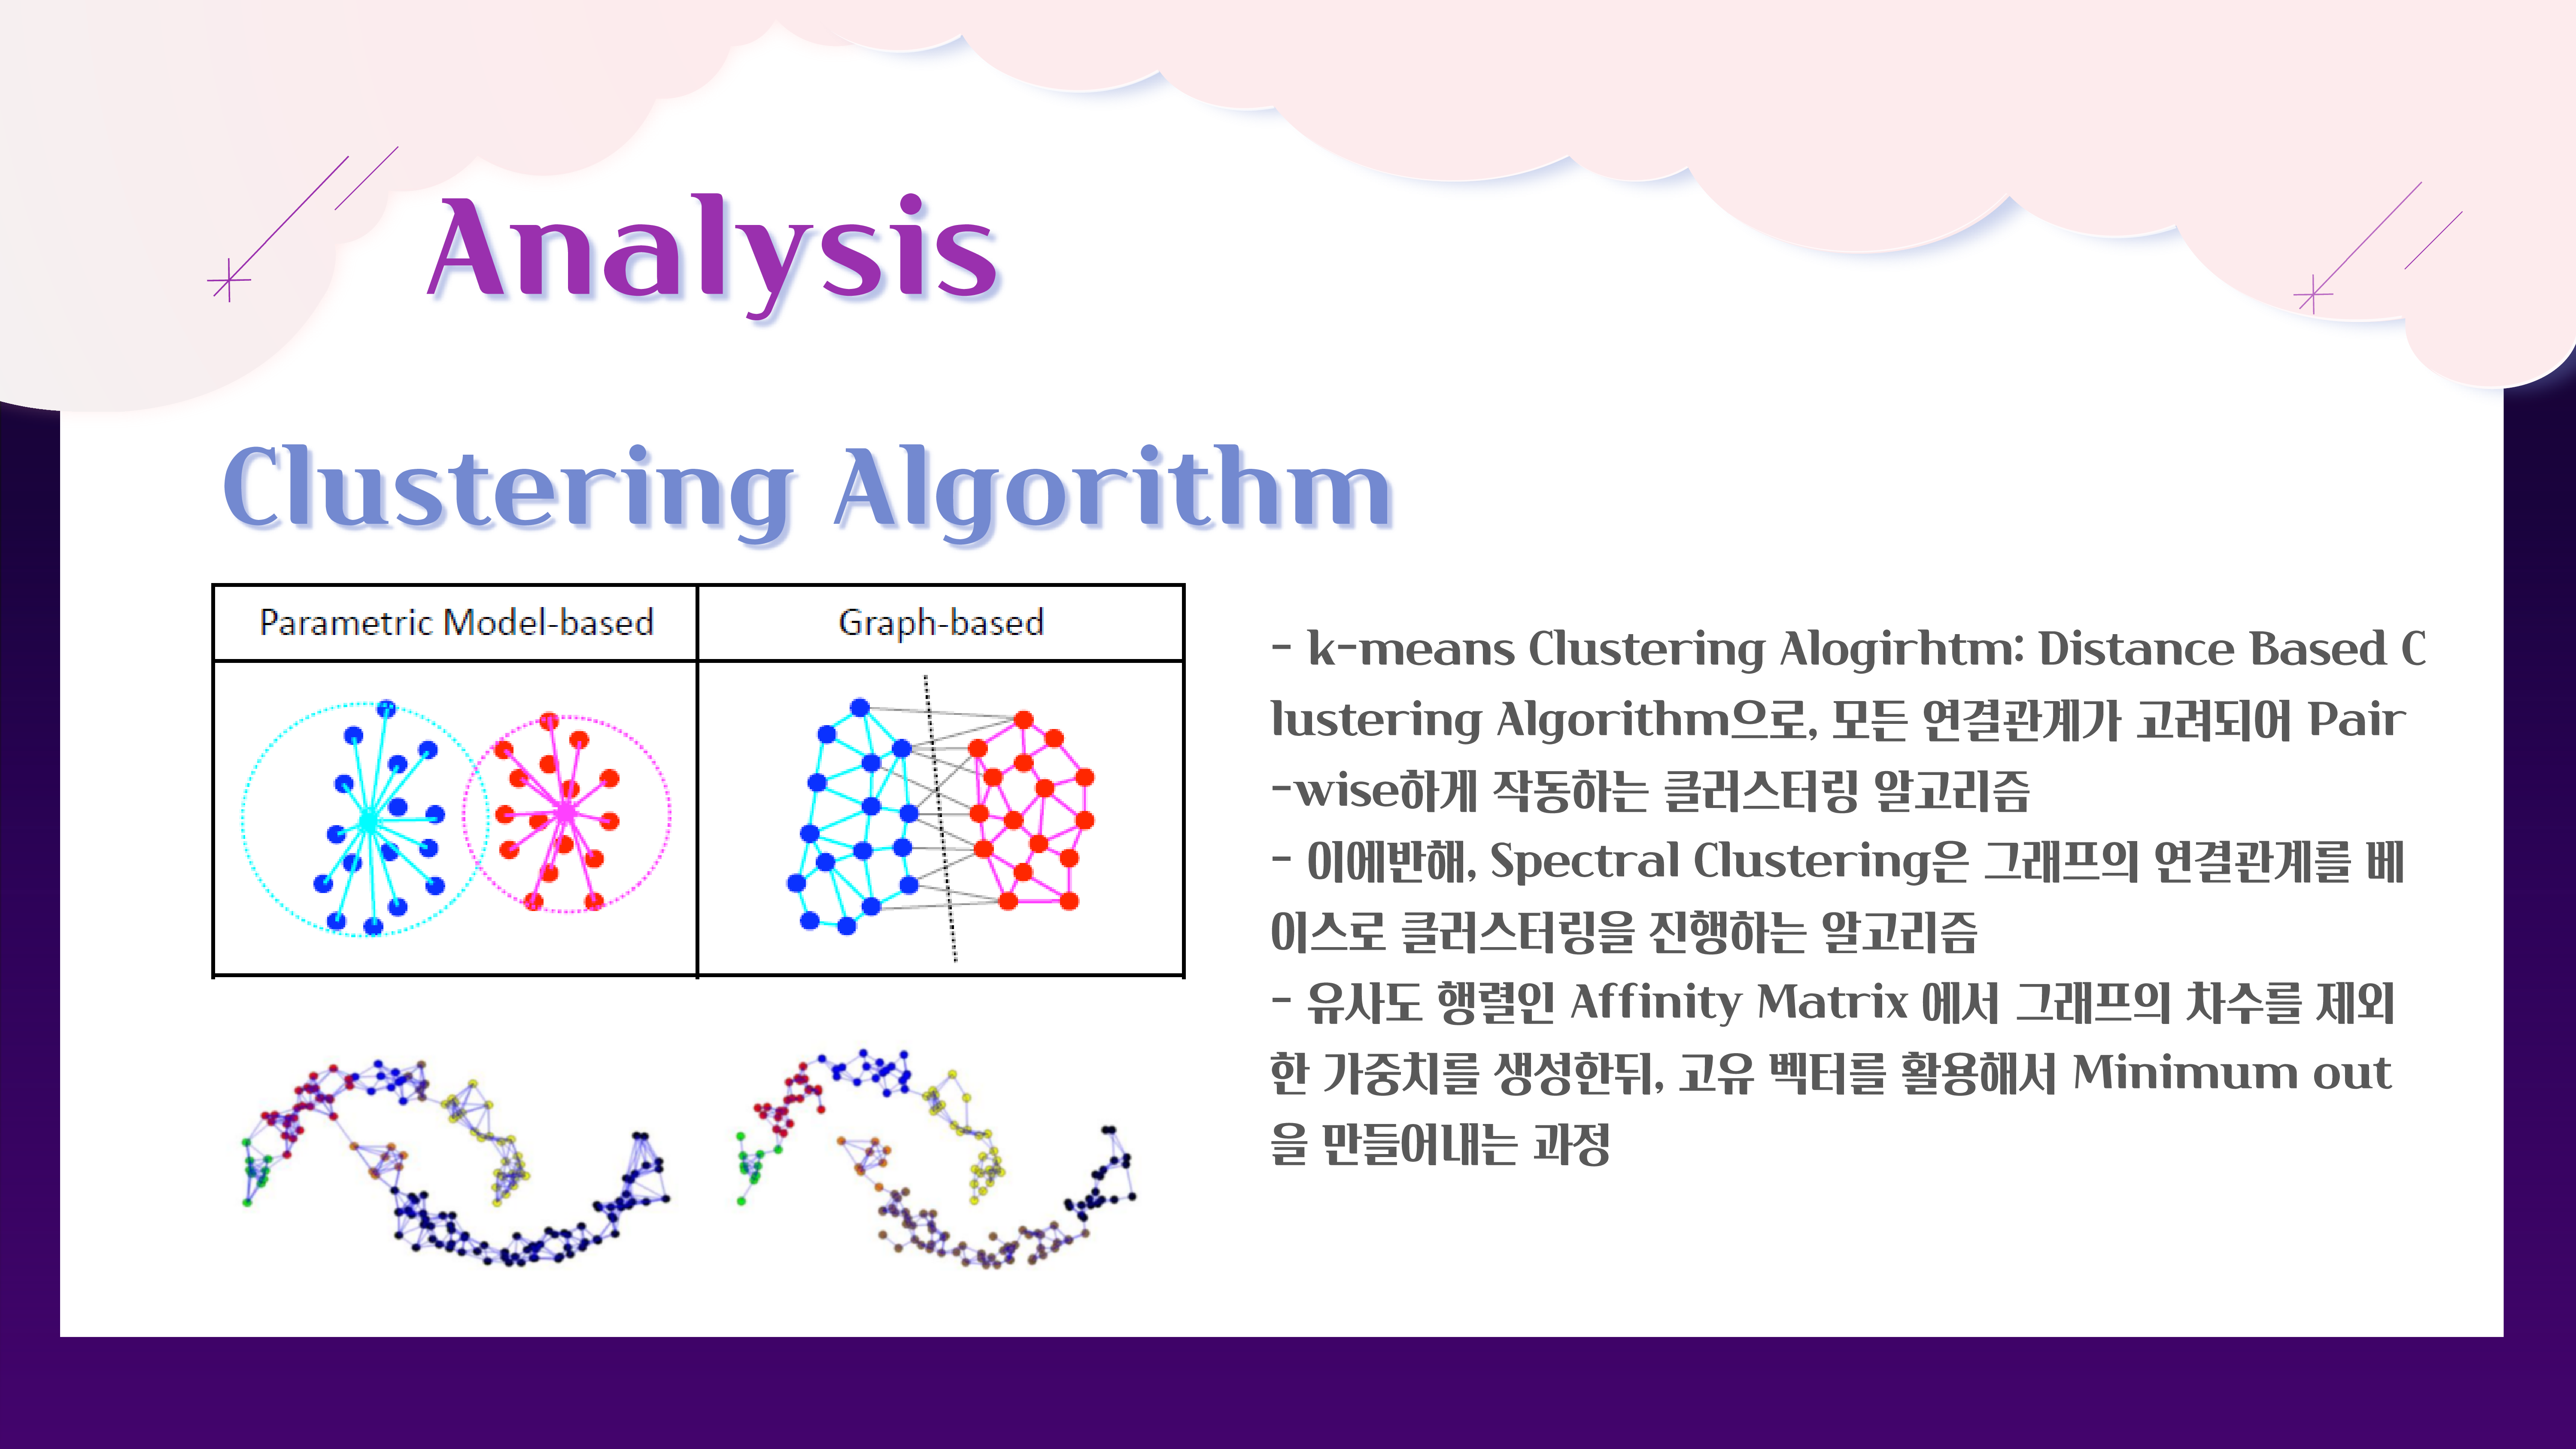 Analysis
Clustering Algorithm
Parametric Model-based
Graph-based
- k-means Clustering Alogirhtm: Distance Based C
lustering Algorithm으로, 모든 연결관계가 고려되어 Pair
-wise하게 작동하는 클러스터링 알고리즘
- 이에반해, Spectral Clustering은 그래프의 연결관계를 베
이스로 클러스터링을 진행하는 알고리즘
- 유사도 행렬인 Affinity Matrix 에서 그래프의 차수를 제외
한 가중치를 생성한뒤, 고유 벡터를 활용해서 Minimum out
을 만들어내는 과정